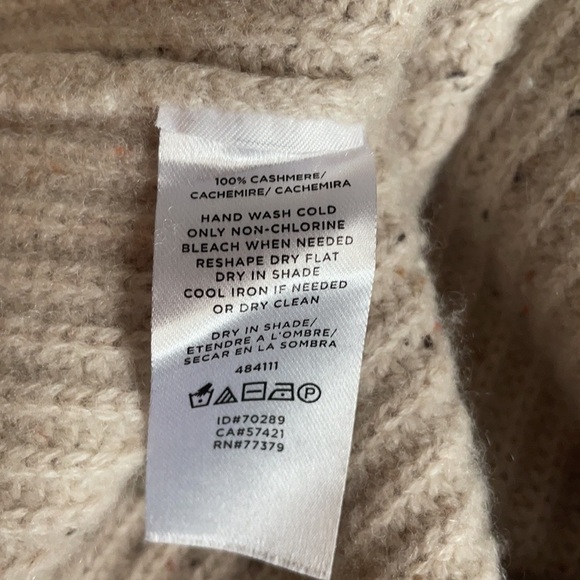 100% CASHMERE/
CACHEMIRE/ CACHEMIRA
HAND WASH COLD
ONLY NON-CHLORINE
BLEACH WHEN NEEDED
RESHAPE DRY FLAT
DRY IN SHADE
COOL IRON IF NEEDED
OR DRY CLEAN
DRY IN SHADE/
ETENDRE A L'OMBRE/
SECAR EN LA SOMBRA
484111
P
ID#70289
CA#57421
RN#77379